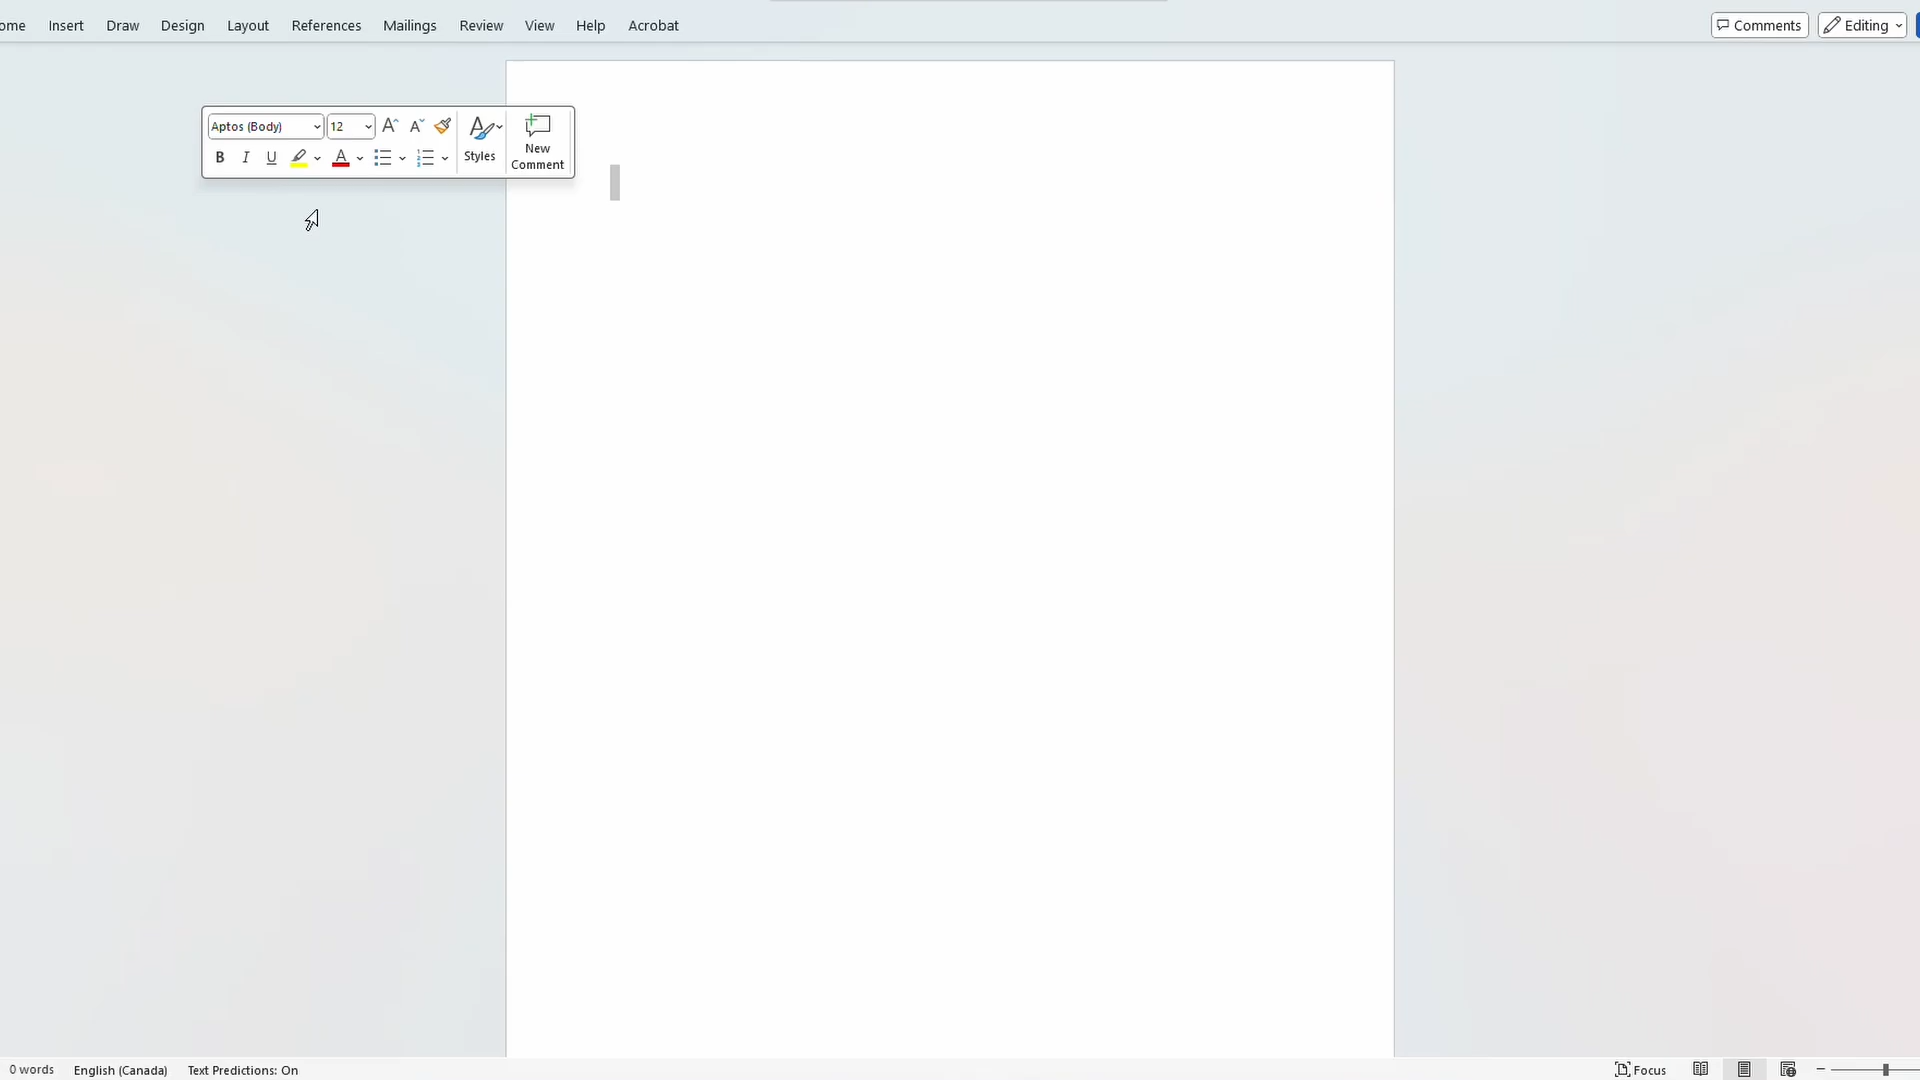 ome Insert Draw Design Layout References Mailings Review View Help Acrobat Comments Editing
Aptos (Body) 12
B I U A Styles New Comment
0 words English (Canada) Text Predictions: On Focus